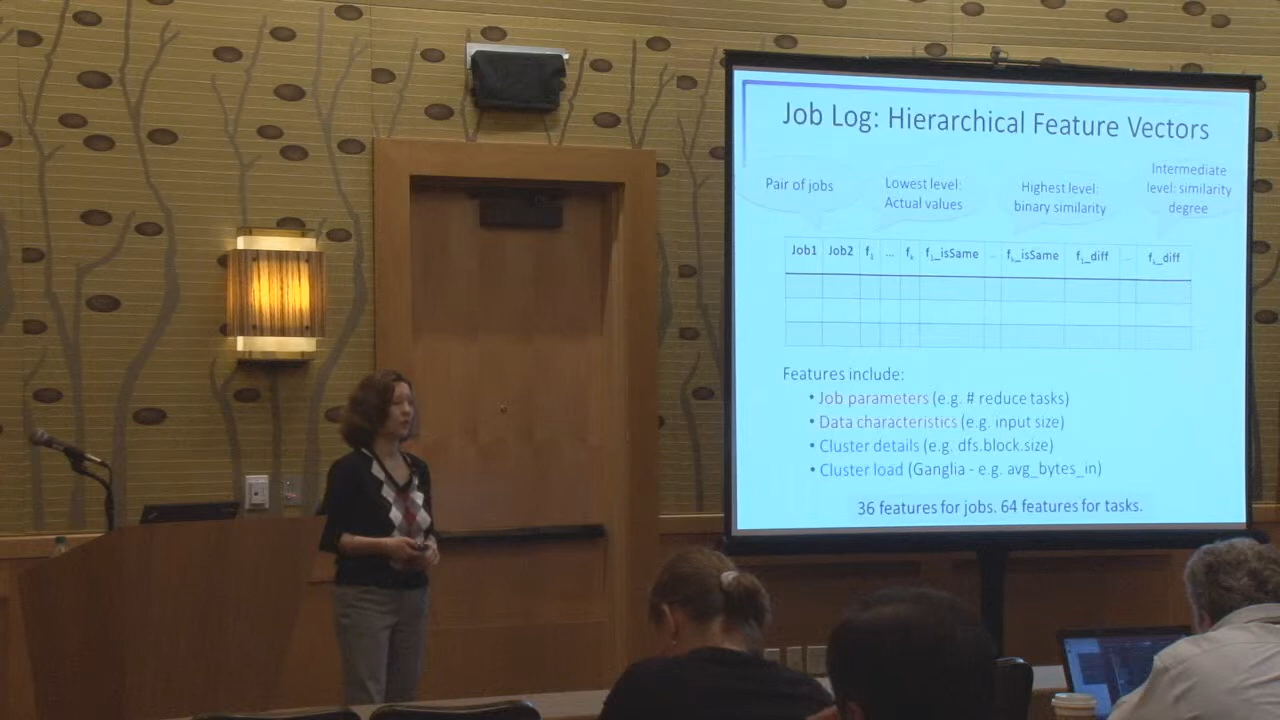 Job Log: Hierarchical Feature Vectors
Pair of jobs
Lowest level:
Actual values
Highest level:
binary similarity
Intermediate
level: similarity
degree
Job1 Job2 f1 ... fk f1_isSame ... fk_isSame f1_diff ... fk_diff
Features include:
• Job parameters (e.g. # reduce tasks)
• Data characteristics (e.g. input size)
• Cluster details (e.g. dfs.block.size)
• Cluster load (Ganglia - e.g. avg_bytes_in)
36 features for jobs. 64 features for tasks.